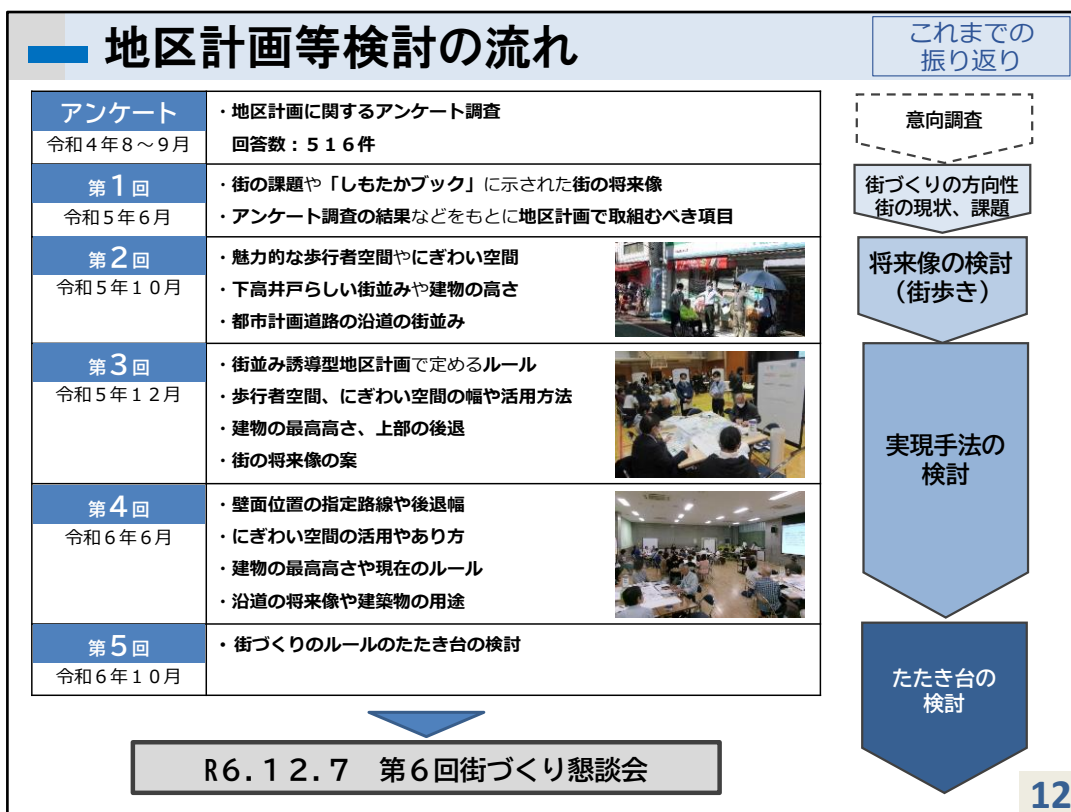 地区計画等検討の流れ
これまでの
振り返り
アンケート
令和４年８～９月
・地区計画に関するアンケート調査
回答数：５１６件
第１回
令和５年６月
・街の課題や「しもたかブック」に示された街の将来像
・アンケート調査の結果などをもとに地区計画で取組むべき項目
第２回
令和５年１０月
・魅力的な歩行者空間やにぎわい空間
・下高井戸らしい街並みや建物の高さ
・都市計画道路の沿道の街並み
第３回
令和５年１２月
・街並み誘導型地区計画で定めるルール
・歩行者空間、にぎわい空間の幅や活用方法
・建物の最高高さ、上部の後退
・街の将来像の案
第４回
令和６年６月
・壁面位置の指定路線や後退幅
・にぎわい空間の活用やあり方
・建物の最高高さや現在のルール
・沿道の将来像や建築物の用途
第５回
令和６年１０月
・街づくりのルールのたたき台の検討
意向調査
街づくりの方向性
街の現状、課題
将来像の検討
（街歩き）
実現手法の
検討
たたき台の
検討
R６.１２.７　第６回街づくり懇談会
12